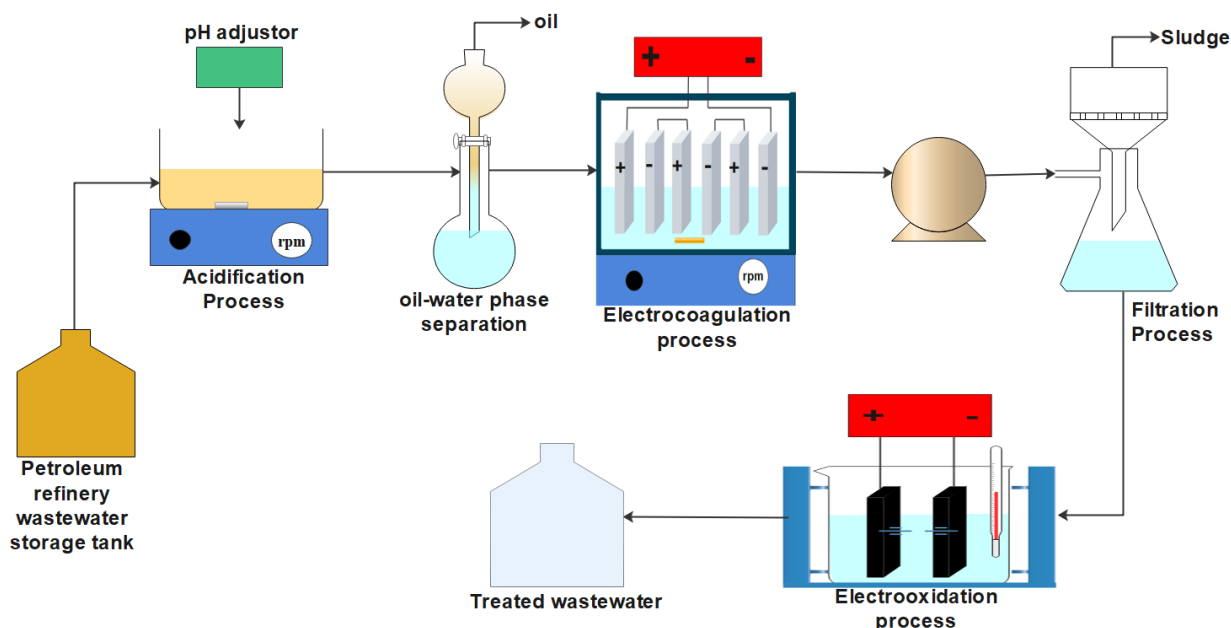 pH adjustor
oil
+ -
Sludge
+ - + - + -
rpm
rpm
Acidification
Process
oil-water phase
separation
Electrocoagulation
process
Filtration
Process
Petroleum
refinery
wastewater
storage tank
+ -
Treated wastewater
Electrooxidation
process